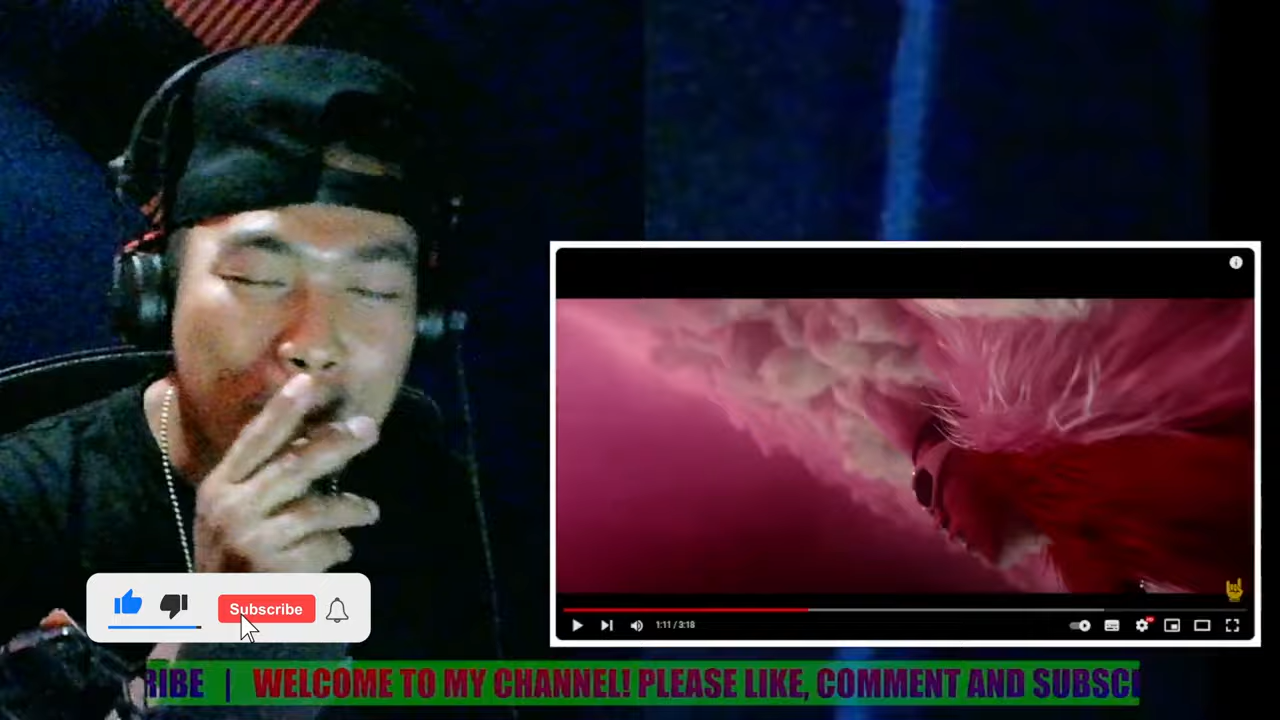 1:11 / 3:18
Subscribe
RIBE | WELCOME TO MY CHANNEL! PLEASE LIKE, COMMENT AND SUBSC